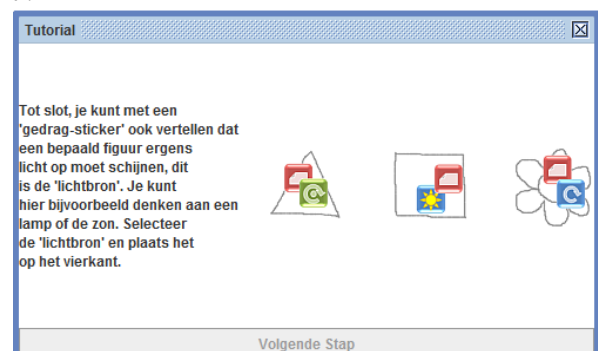 Tutorial
Tot slot, je kunt met een
'gedrag-sticker' ook vertellen dat
een bepaald figuur ergens
licht op moet schijnen, dit
is de 'lichtbron'. Je kunt
hier bijvoorbeeld denken aan een
lamp of de zon. Selecteer
de 'lichtbron' en plaats het
op het vierkant.
Volgende Stap